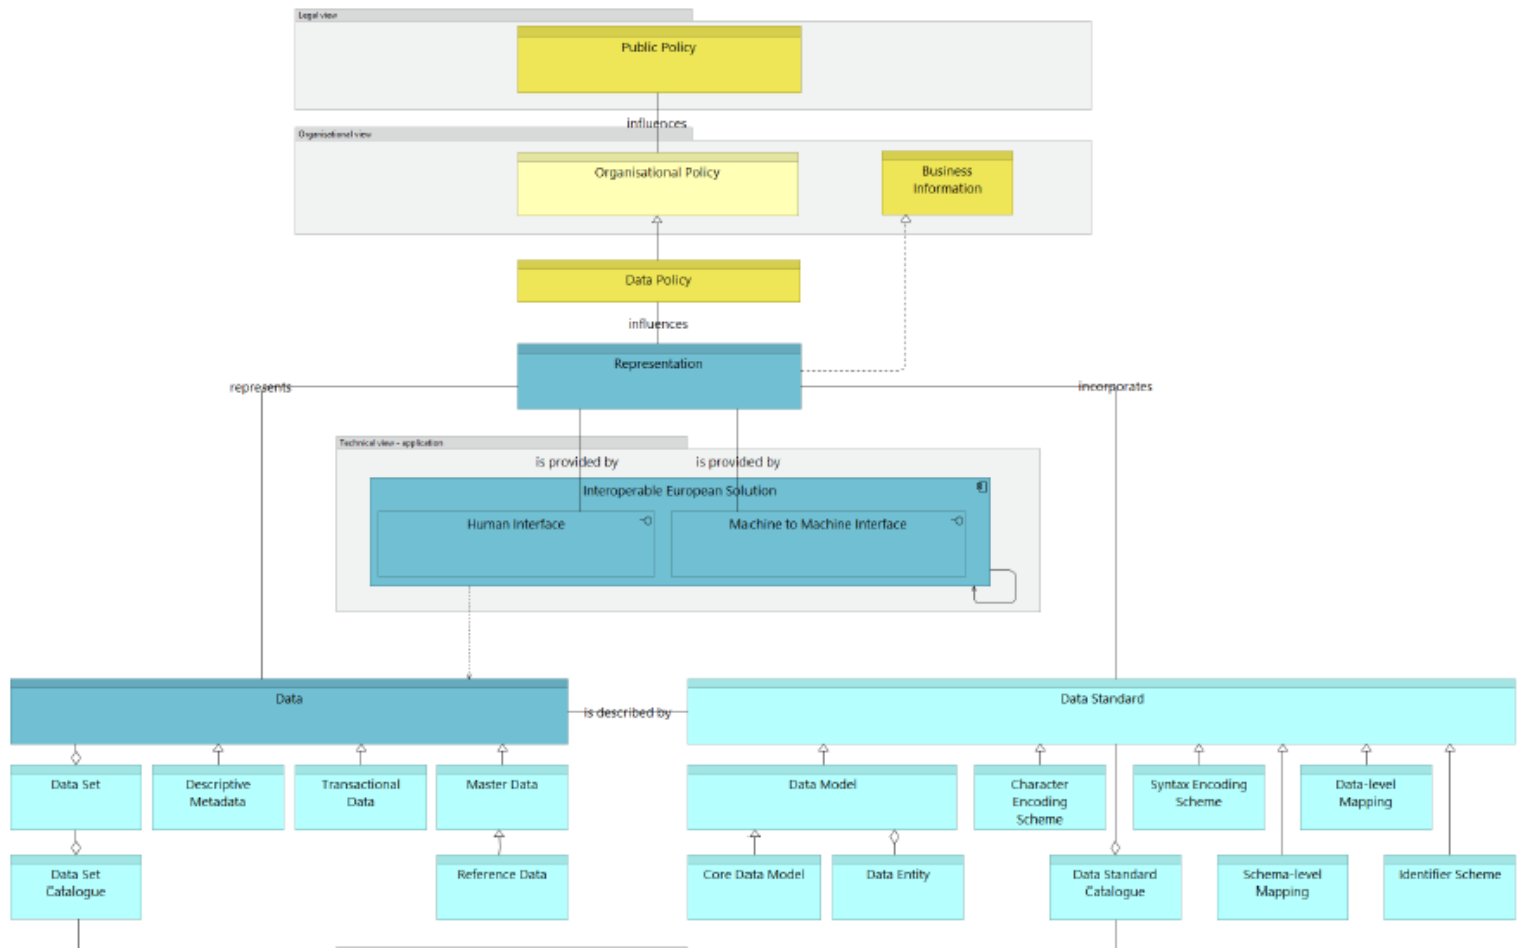 Legal view
Public Policy
influences
Organisational view
Organisational Policy
Business
Information
Data Policy
influences
Representation
represents
incorporates
Technical view - application
is provided by
is provided by
Interoperable European Solution
Human Interface
Machine to Machine Interface
Data
is described by
Data Standard
Data Set
Descriptive
Metadata
Transactional
Data
Master Data
Data Model
Character
Encoding
Scheme
Syntax Encoding
Scheme
Data-level
Mapping
Data Set
Catalogue
Reference Data
Core Data Model
Data Entity
Data Standard
Catalogue
Schema-level
Mapping
Identifier Scheme